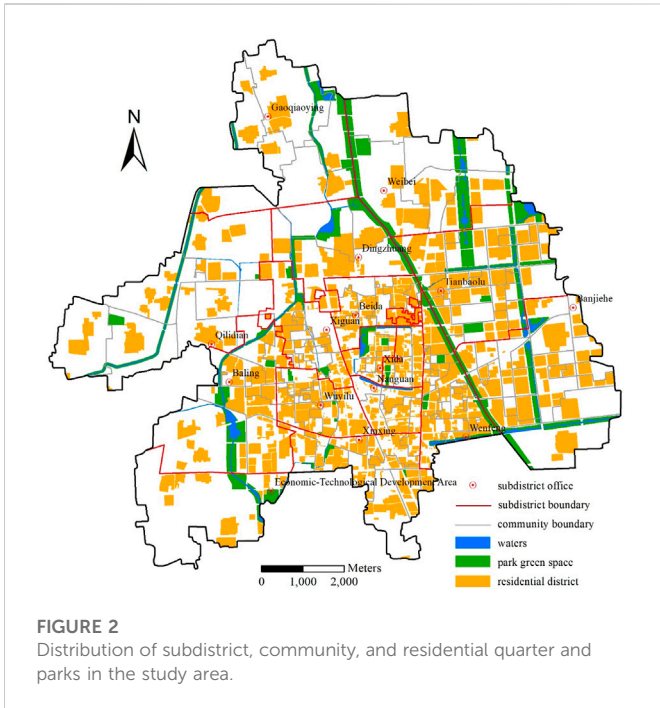 N
Gaoqiaoying
Weibei
Dingzhuang
Tianbaolu
Banjiehe
Beida
Xiguan
Qilidian
Xida
Baling
Nanguan
Wuyilu
Xiuxing
Wenfeng
Economic-Technological Development Area
subdistrict office
subdistrict boundary
community boundary
waters
park green space
residential district
Meters
0 1,000 2,000
FIGURE 2
Distribution of subdistrict, community, and residential quarter and
parks in the study area.